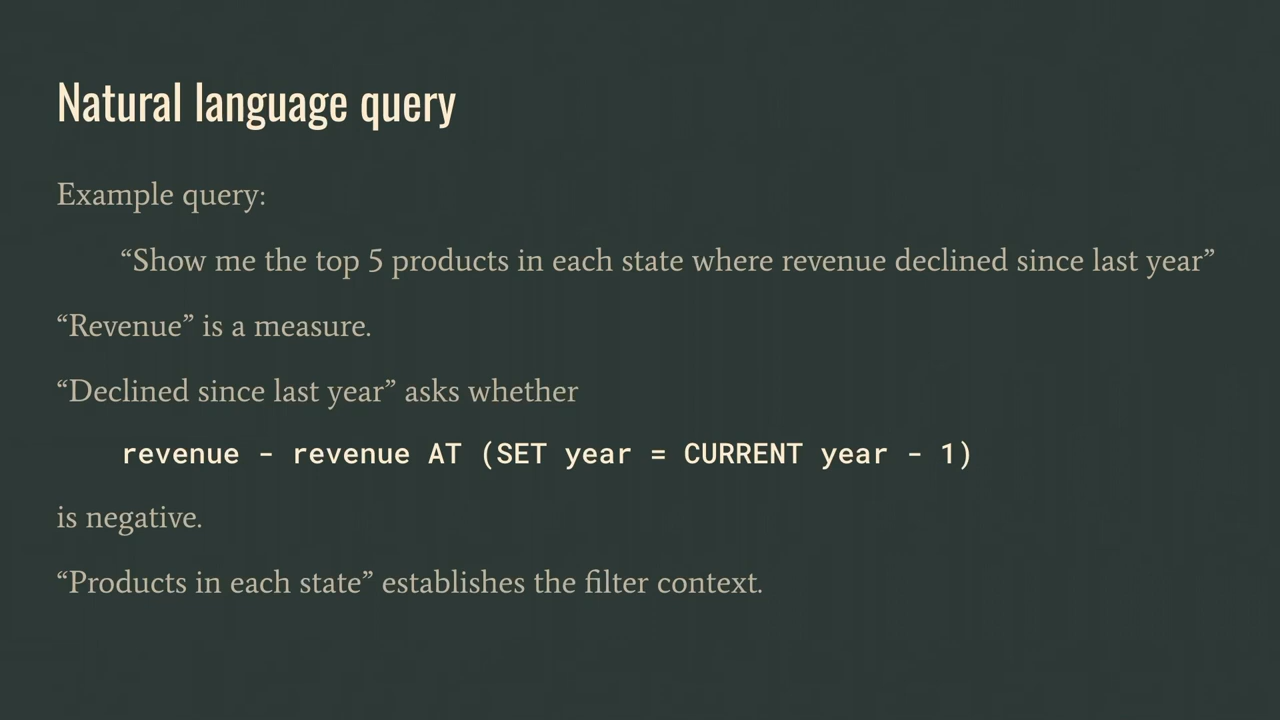 Natural language query
Example query:
“Show me the top 5 products in each state where revenue declined since last year”
“Revenue” is a measure.
“Declined since last year” asks whether
revenue - revenue AT (SET year = CURRENT year - 1)
is negative.
“Products in each state” establishes the filter context.